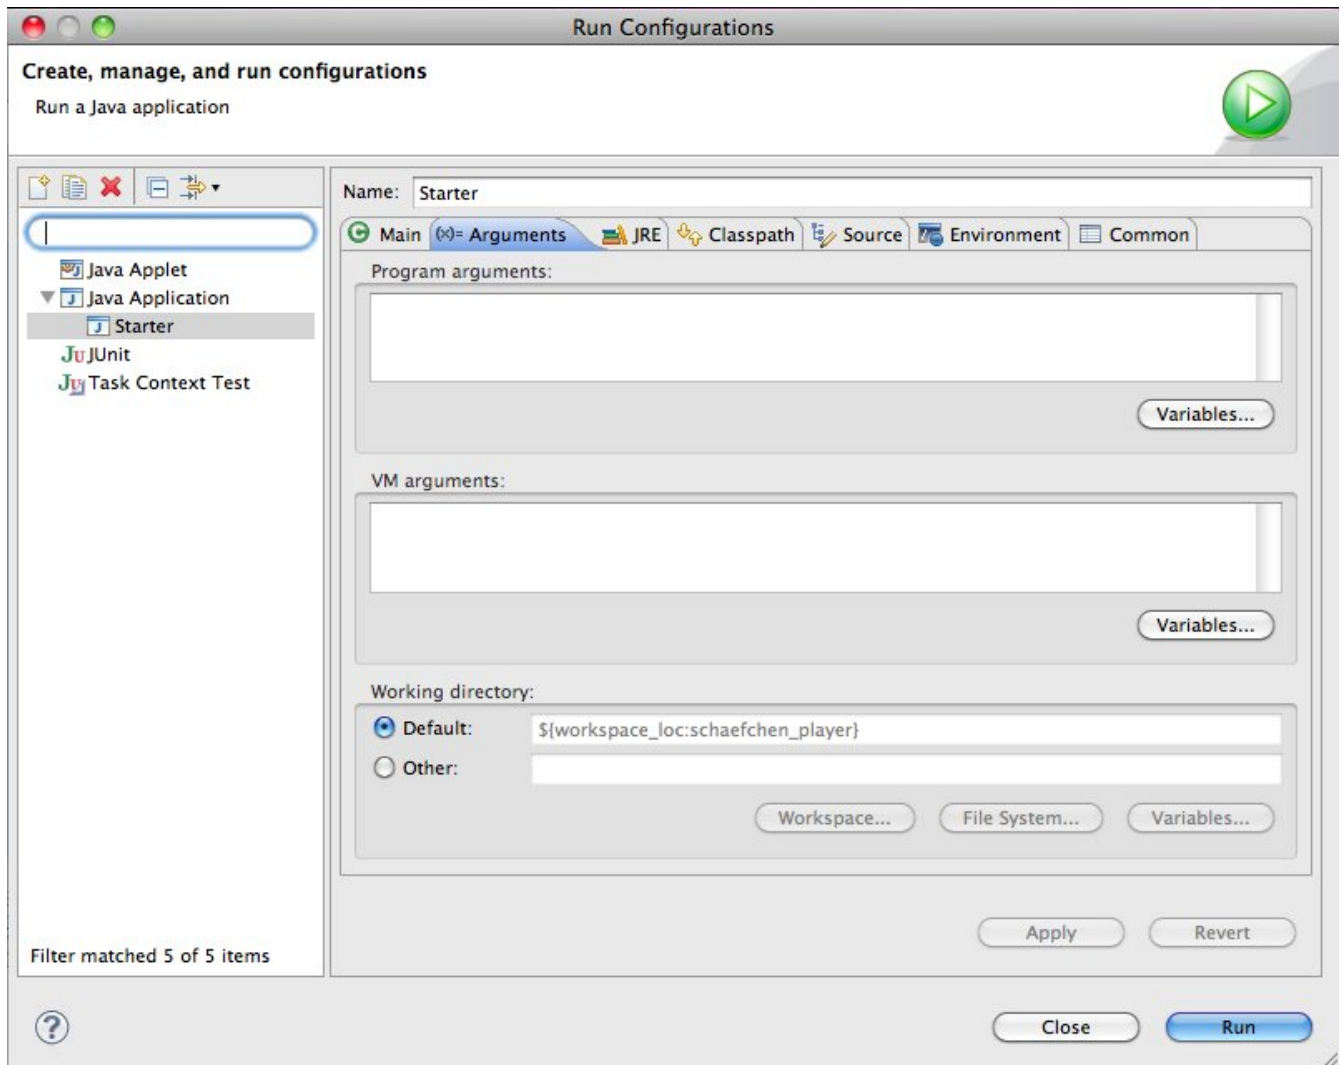 Run Configurations
Create, manage, and run configurations
Run a Java application
Name: Starter
Main (x)= Arguments JRE Classpath Source Environment Common
Java Applet
Java Application
Starter
JUnit
Task Context Test
Filter matched 5 of 5 items
Program arguments:
Variables...
VM arguments:
Variables...
Working directory:
Default: ${workspace_loc:schaefchen_player}
Other:
Workspace... File System... Variables...
Apply Revert
? Close Run